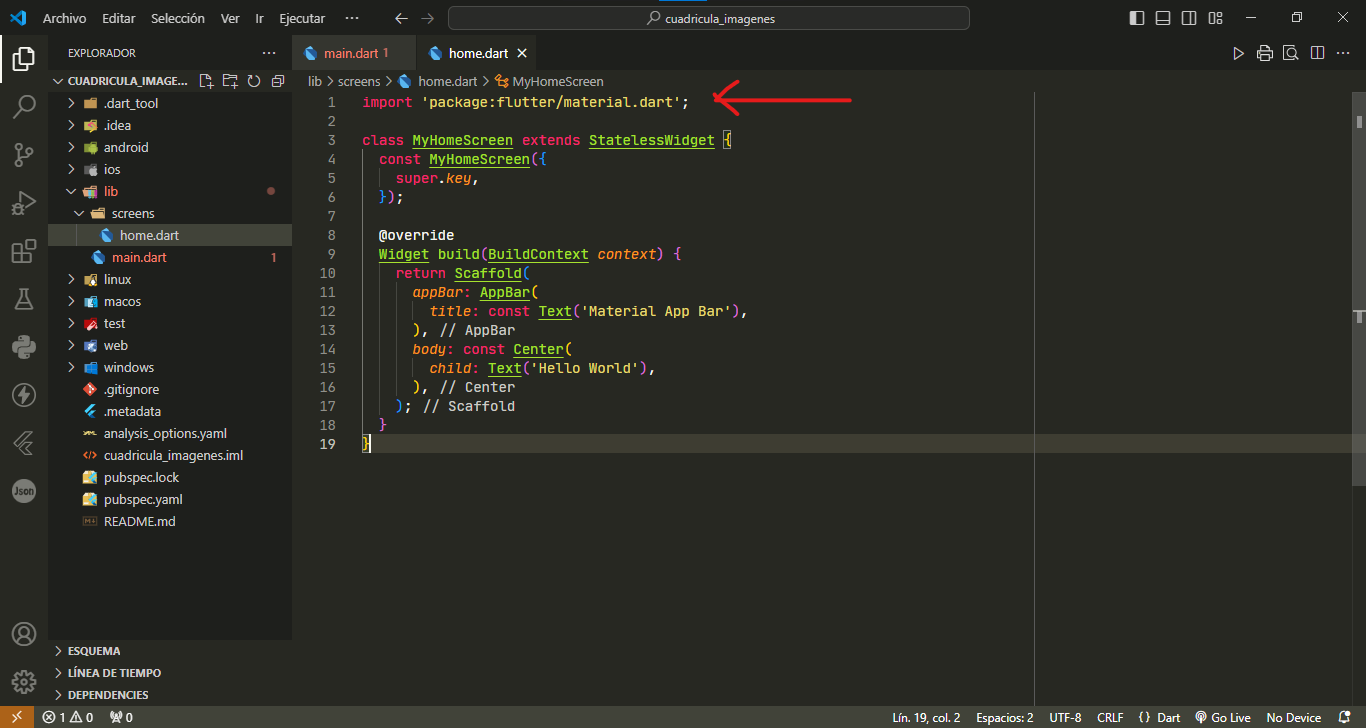 Archivo Editar Selección Ver Ir Ejecutar ··· cuadricula_imagenes
EXPLORADOR ···
main.dart 1 home.dart
CUADRICULA_IMAGE...
lib > screens > home.dart > MyHomeScreen
.dart_tool
.idea
android
ios
lib
screens
home.dart
main.dart 1
linux
macos
test
web
windows
.gitignore
.metadata
analysis_options.yaml
cuadricula_imagenes.iml
pubspec.lock
pubspec.yaml
README.md
1 import 'package:flutter/material.dart';
2
3 class MyHomeScreen extends StatelessWidget {
4 const MyHomeScreen({
5 super.key,
6 });
7
8 @override
9 Widget build(BuildContext context) {
10 return Scaffold(
11 appBar: AppBar(
12 title: const Text('Material App Bar'),
13 ), // AppBar
14 body: const Center(
15 child: Text('Hello World'),
16 ), // Center
17 ); // Scaffold
18 }
19 }
Json
ESQUEMA
LÍNEA DE TIEMPO
DEPENDENCIES
1 0 0 Lín. 19, col. 2 Espacios: 2 UTF-8 CRLF {} Dart Go Live No Device